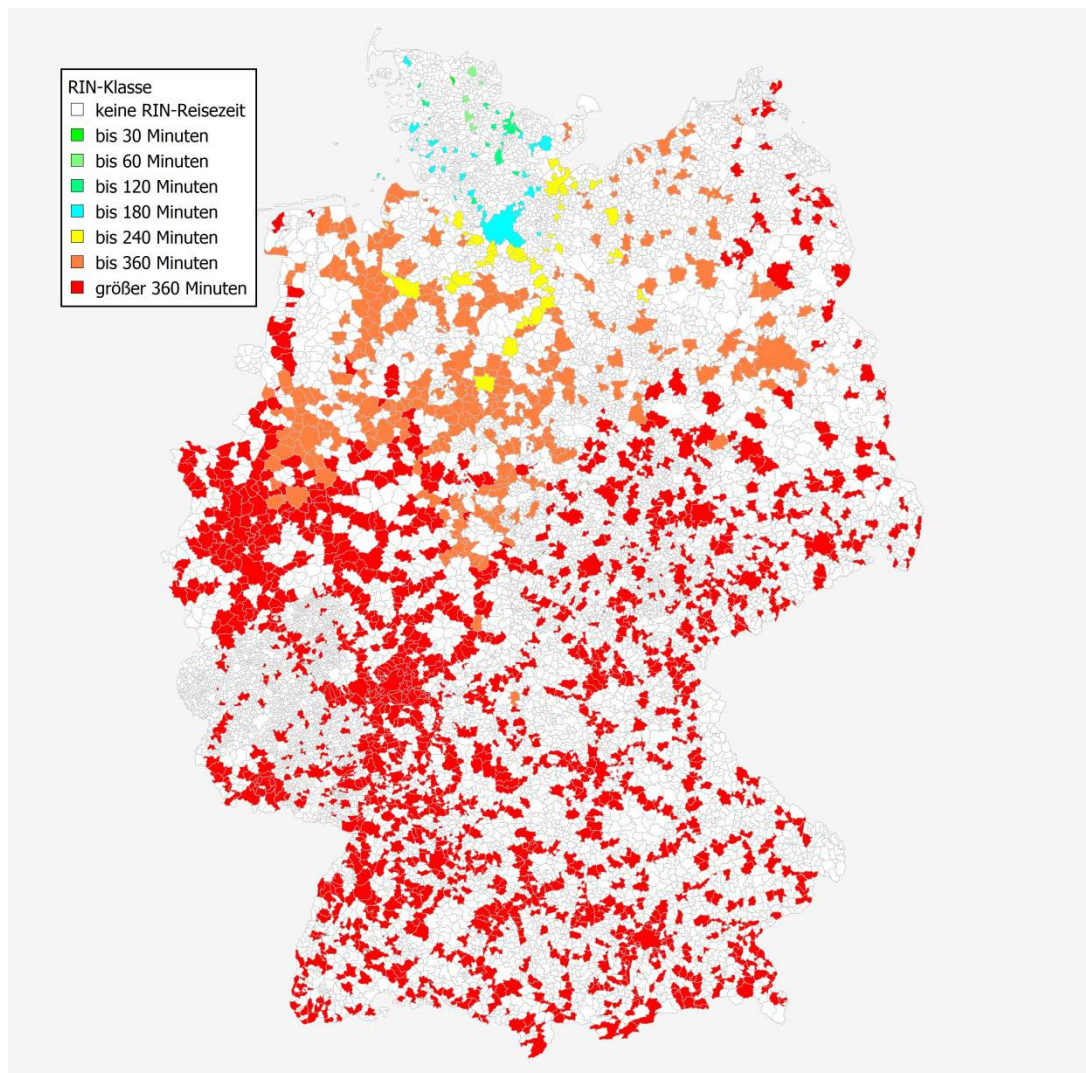 RIN-Klasse
keine RIN-Reisezeit
bis 30 Minuten
bis 60 Minuten
bis 120 Minuten
bis 180 Minuten
bis 240 Minuten
bis 360 Minuten
größer 360 Minuten